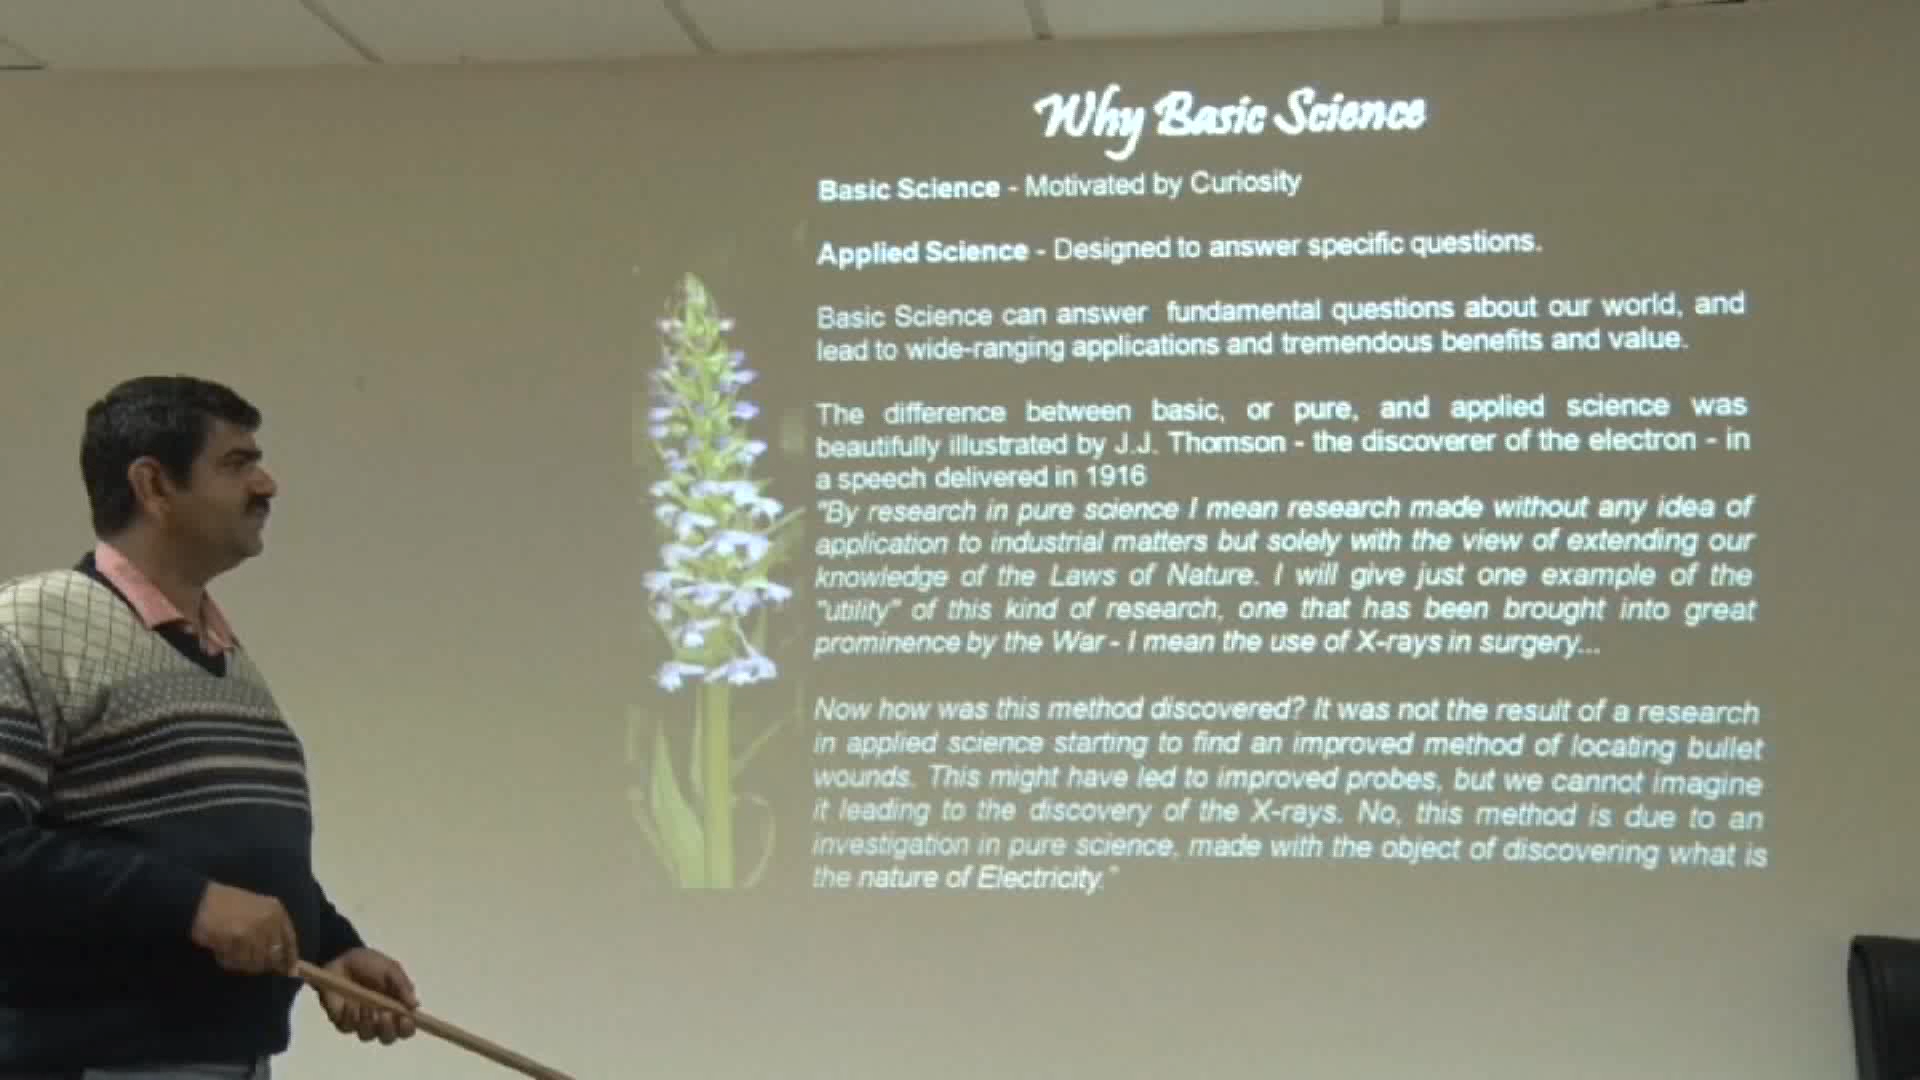 Why Basic Science
Basic Science - Motivated by Curiosity
Applied Science - Designed to answer specific questions.
Basic Science can answer fundamental questions about our world, and
lead to wide-ranging applications and tremendous benefits and value.
The difference between basic, or pure, and applied science was
beautifully illustrated by J.J. Thomson - the discoverer of the electron - in
a speech delivered in 1916
"By research in pure science I mean research made without any idea of
application to industrial matters but solely with the view of extending our
knowledge of the Laws of Nature. I will give just one example of the
"utility" of this kind of research, one that has been brought into great
prominence by the War - I mean the use of X-rays in surgery...
Now how was this method discovered? It was not the result of a research
in applied science starting to find an improved method of locating bullet
wounds. This might have led to improved probes, but we cannot imagine
it leading to the discovery of the X-rays. No, this method is due to an
investigation in pure science, made with the object of discovering what is
the nature of Electricity."